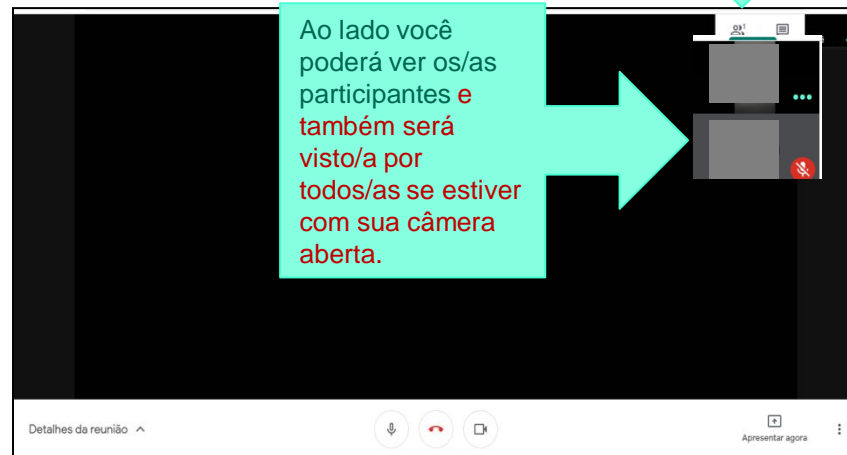 Ao lado você
poderá ver os/as
participantes e
também será
visto/a por
todos/as se estiver
com sua câmera
aberta.
Detalhes da reunião
Apresentar agora